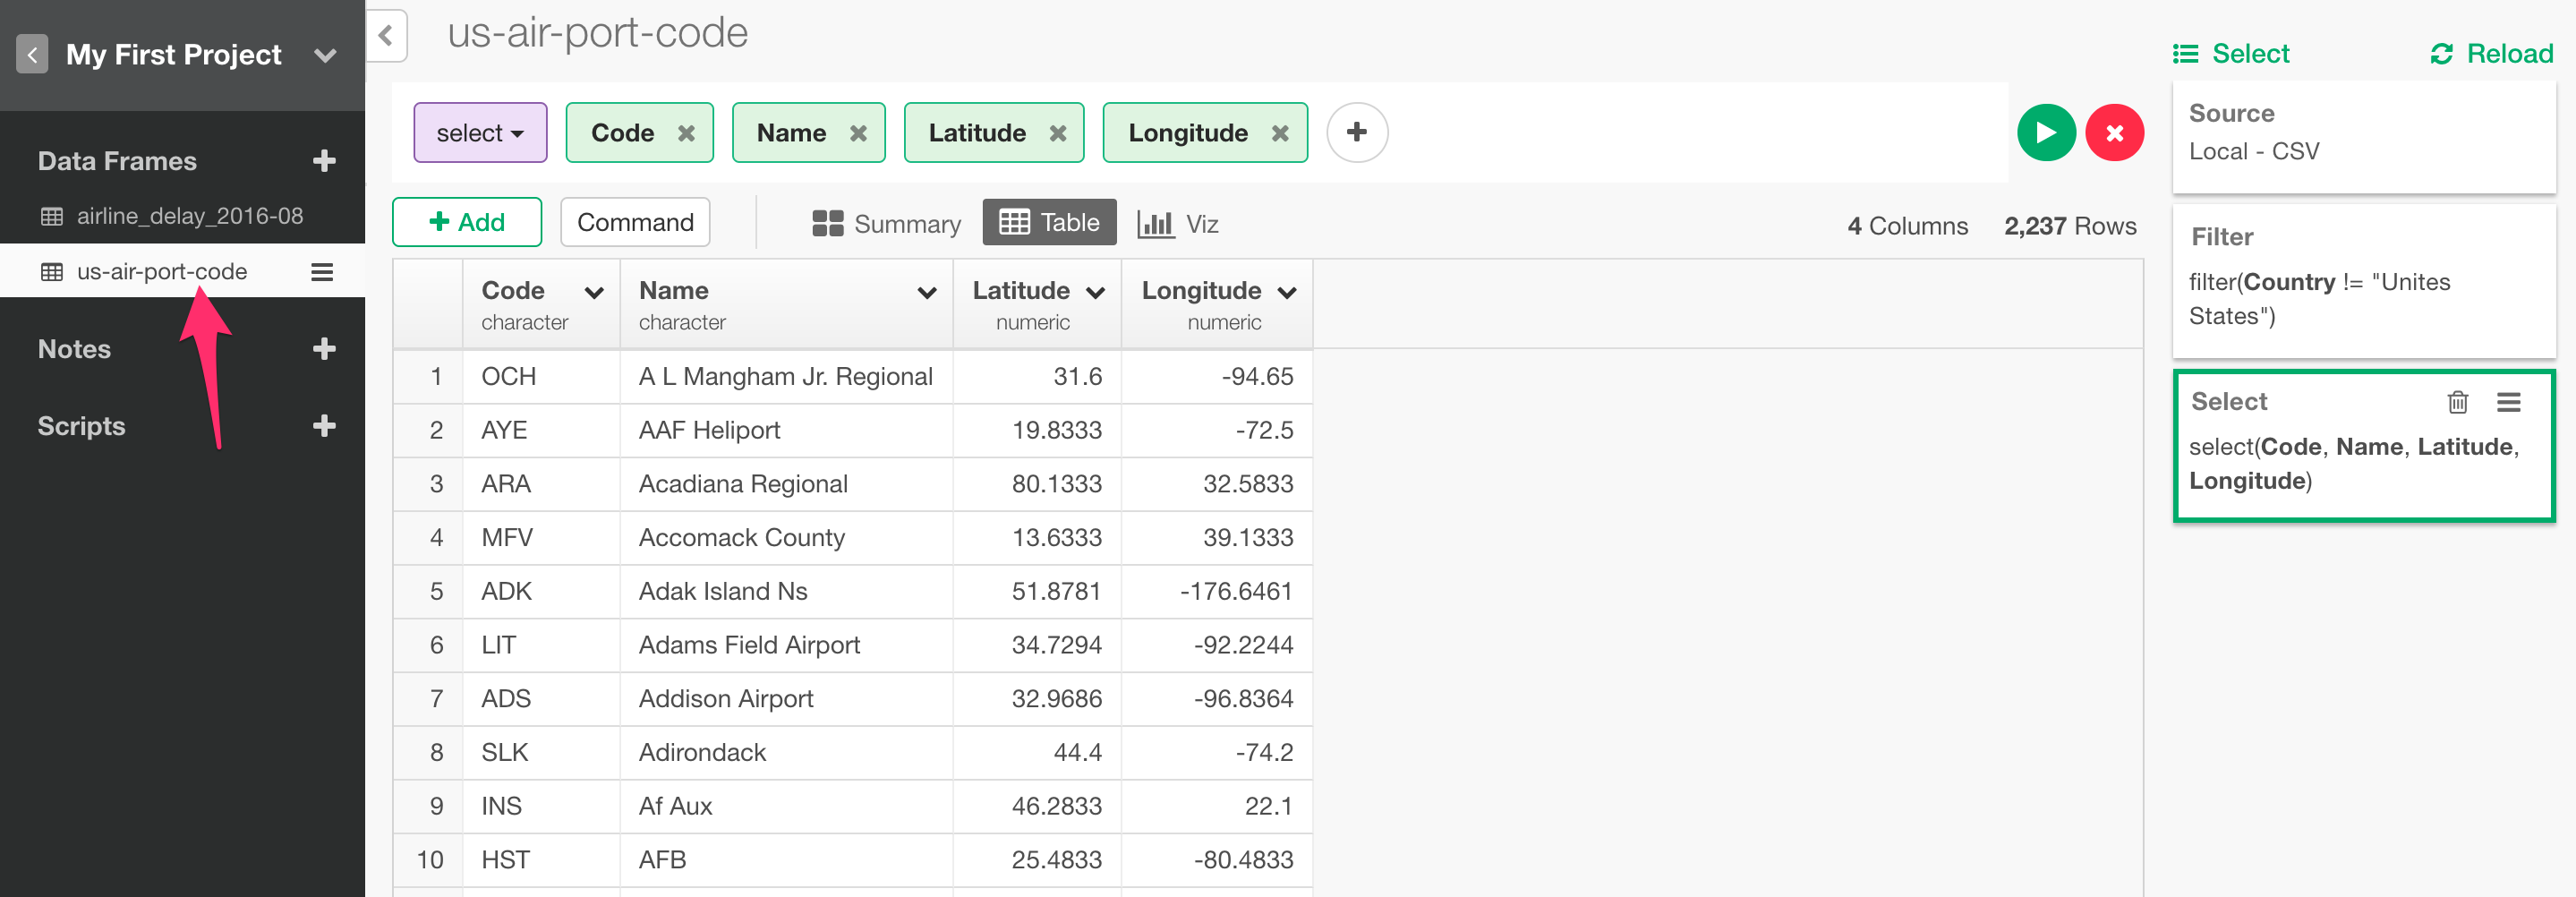 My First Project
Data Frames
airline_delay_2016-08
us-air-port-code
Notes
Scripts
us-air-port-code
select Code Name Latitude Longitude
Add Command Summary Table Viz 4 Columns 2,237 Rows
Code Name Latitude Longitude
character character numeric numeric
1 OCH A L Mangham Jr. Regional 31.6 -94.65
2 AYE AAF Heliport 19.8333 -72.5
3 ARA Acadiana Regional 80.1333 32.5833
4 MFV Accomack County 13.6333 39.1333
5 ADK Adak Island Ns 51.8781 -176.6461
6 LIT Adams Field Airport 34.7294 -92.2244
7 ADS Addison Airport 32.9686 -96.8364
8 SLK Adirondack 44.4 -74.2
9 INS Af Aux 46.2833 22.1
10 HST AFB 25.4833 -80.4833
Select Reload
Source
Local - CSV
Filter
filter(Country != "Unites
States")
Select
select(Code, Name, Latitude,
Longitude)